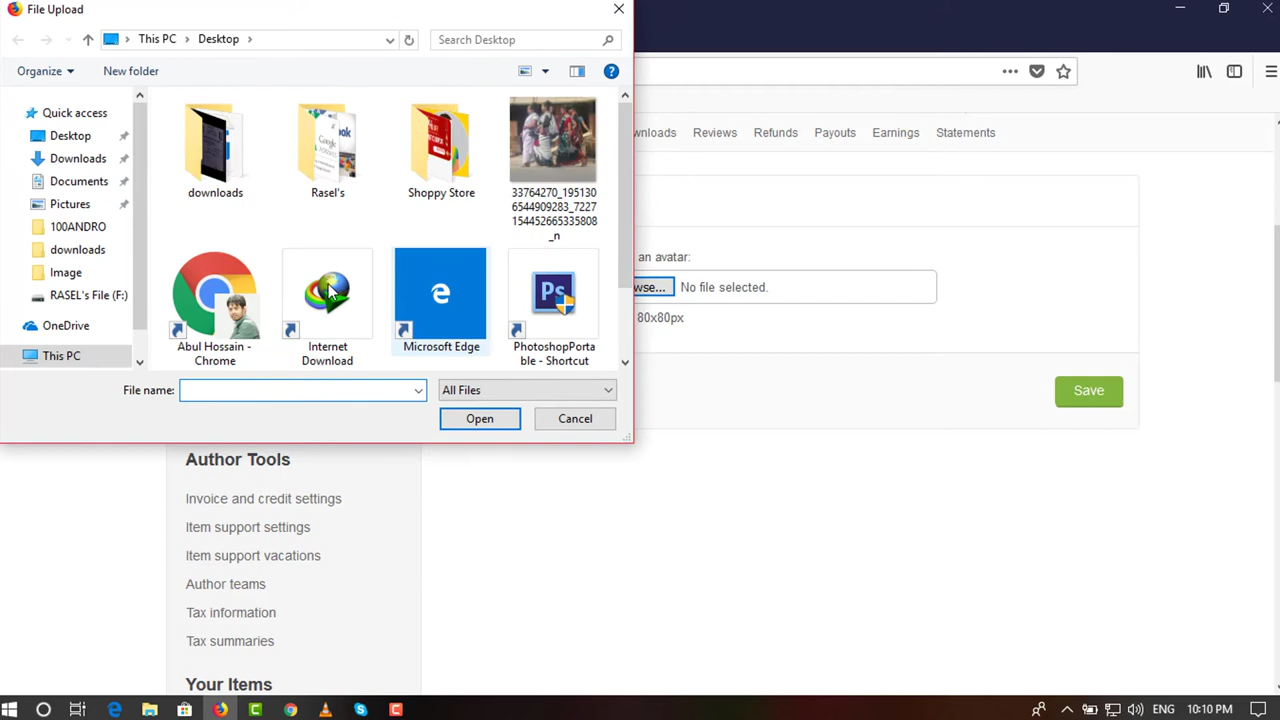 File Upload
This PC
Desktop
Search Desktop
Organize
New folder
Quick access
Desktop
Downloads
Documents
Pictures
100ANDRO
downloads
Image
RASEL's File (F:)
OneDrive
This PC
downloads
Rasel's
Shoppy Store
33764270_195130
6544909283_7227
154452665335808
_n
Abul Hossain -
Chrome
Internet
Download
Microsoft Edge
Ps
PhotoshopPorta
ble - Shortcut
File name:
All Files
Open
Cancel
wnloads
Reviews
Refunds
Payouts
Earnings
Statements
an avatar:
wse...
No file selected.
80x80px
Save
Author Tools
Invoice and credit settings
Item support settings
Item support vacations
Author teams
Tax information
Tax summaries
Your Items
ENG
10:10 PM